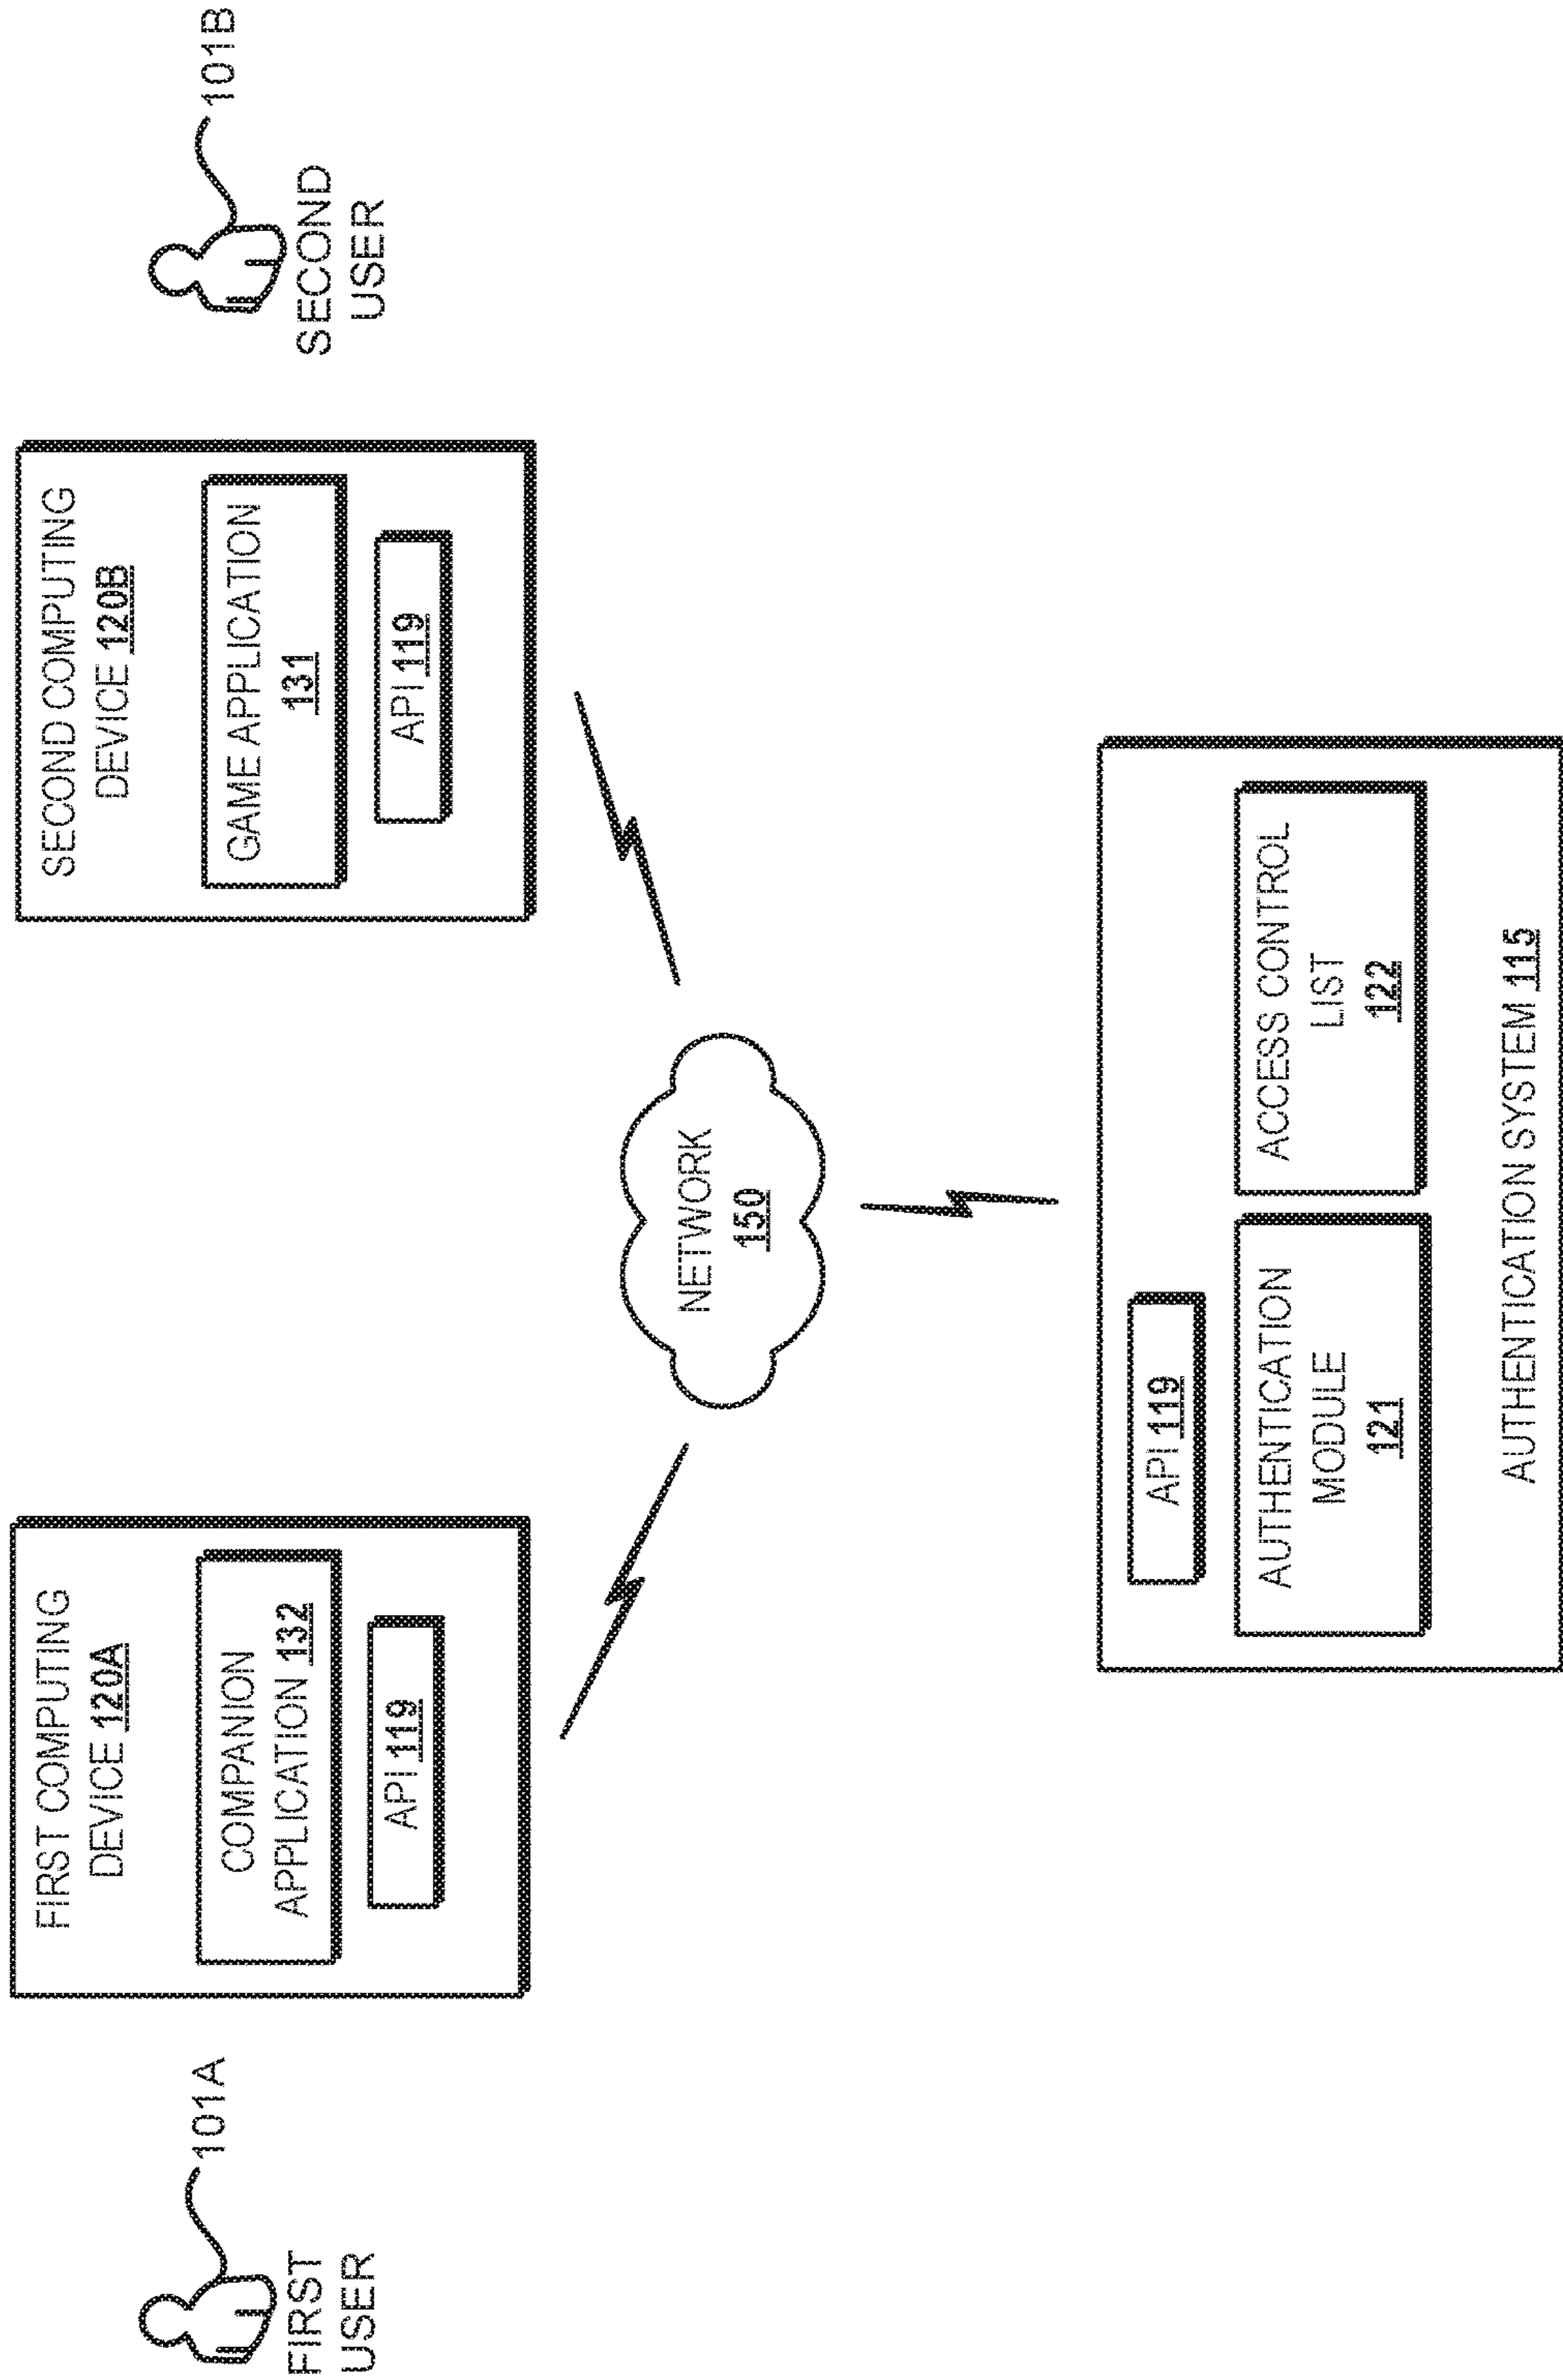 101A
FIRST
USER
FIRST COMPUTING
DEVICE 120A
COMPANION
APPLICATION 132
API 119
SECOND COMPUTING
DEVICE 120B
GAME APPLICATION
131
API 119
101B
SECOND
USER
NETWORK
150
API 119
AUTHENTICATION
MODULE
121
ACCESS CONTROL
LIST
122
AUTHENTICATION SYSTEM 115